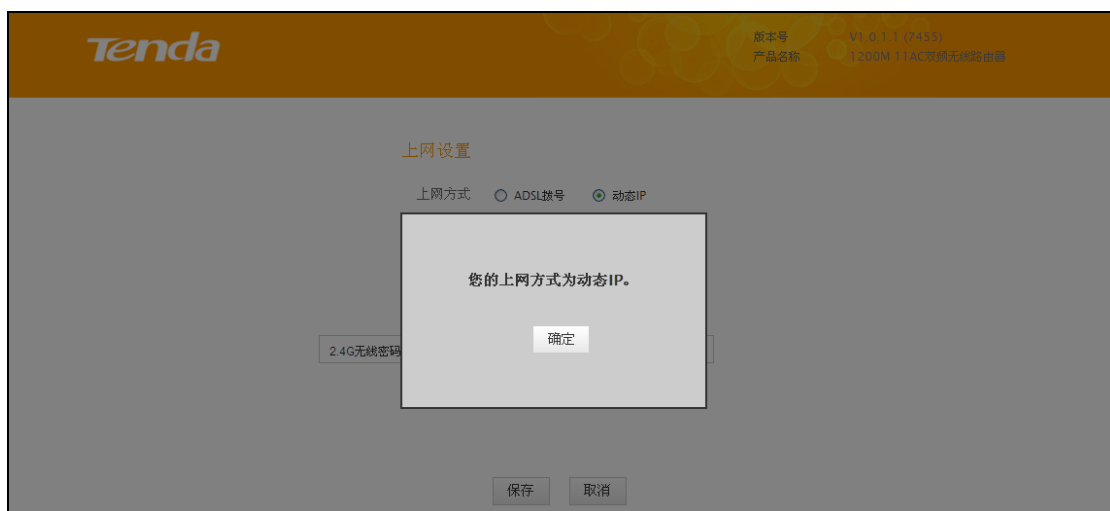 Tenda
版本号 V1.0.1.1 (7455)
产品名称 1200M 11AC双频无线路由器
上网设置
上网方式 ADSL拨号 动态IP
您的上网方式为动态IP。
确定
2.4G无线密码
保存 取消